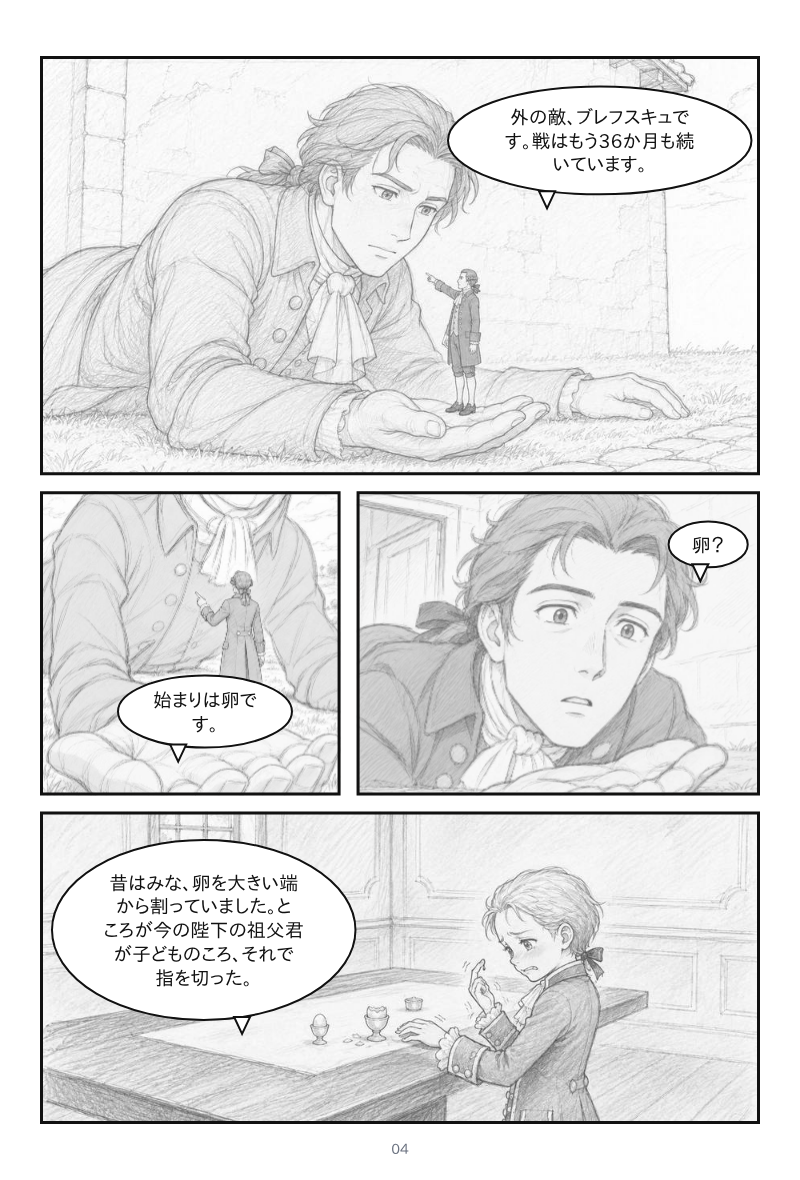 外の敵、ブレフスキュで
す。戦はもう36か月も続
いています。
始まりは卵で
す。
卵？
昔はみな、卵を大きい端
から割っていました。と
ころが今の陛下の祖父君
が子どものころ、それで
指を切った。
04